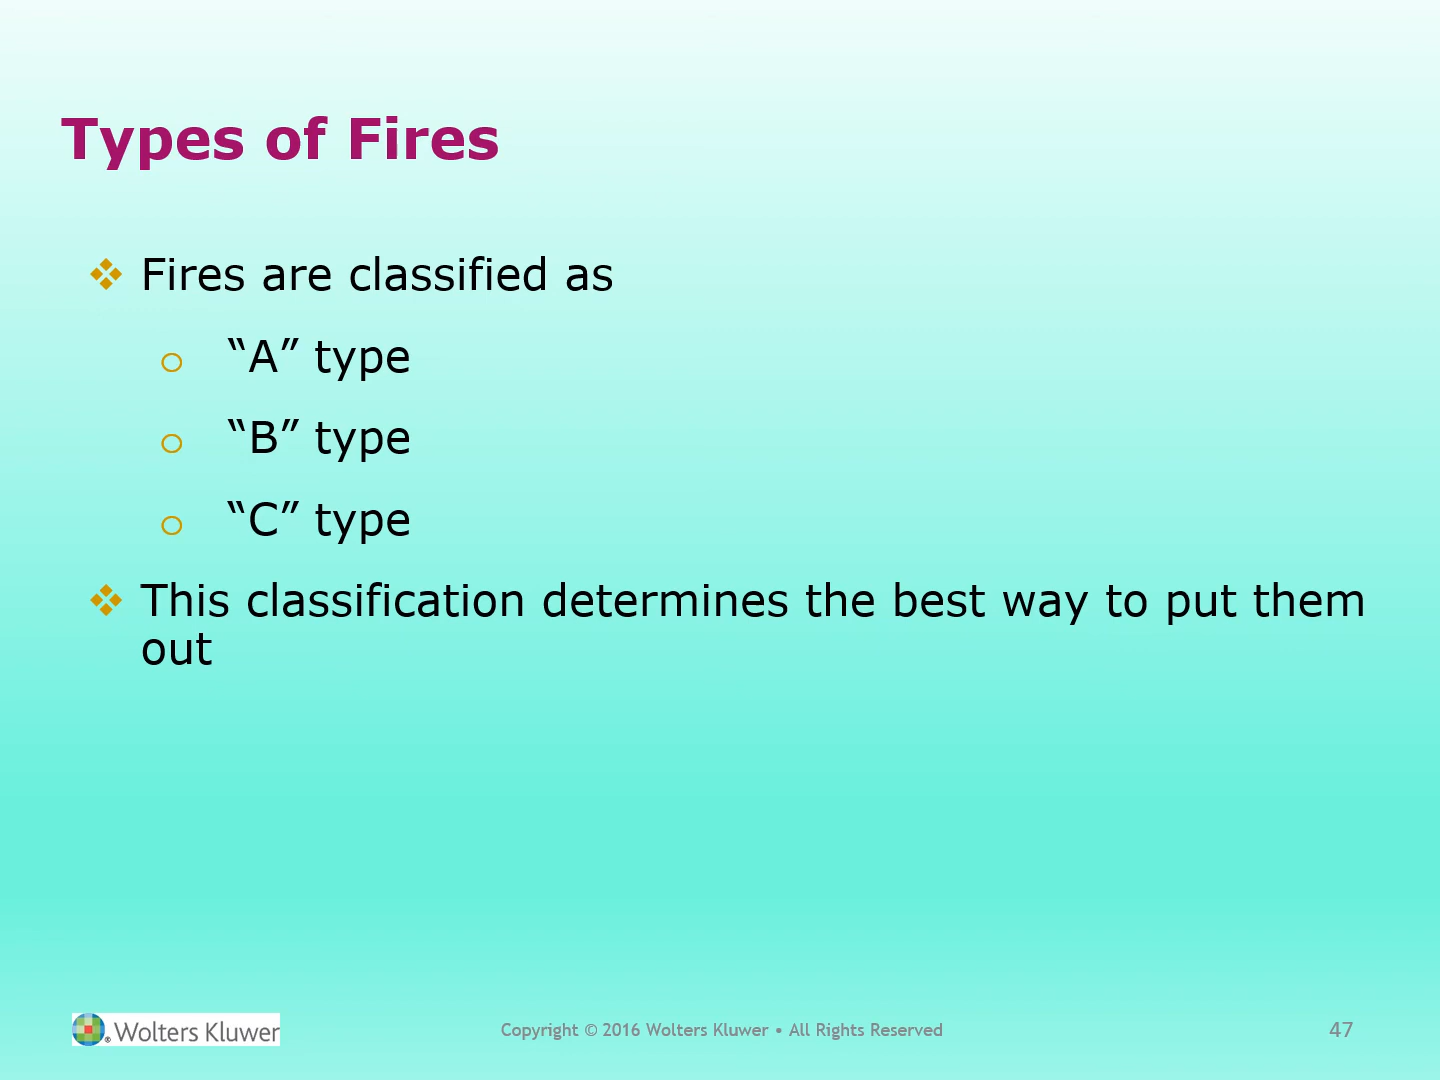 Types of Fires
❖ Fires are classified as
o “A” type
o “B” type
o “C” type
❖ This classification determines the best way to put them
out
® Wolters Kluwer
Copyright © 2016 Wolters Kluwer • All Rights Reserved
47